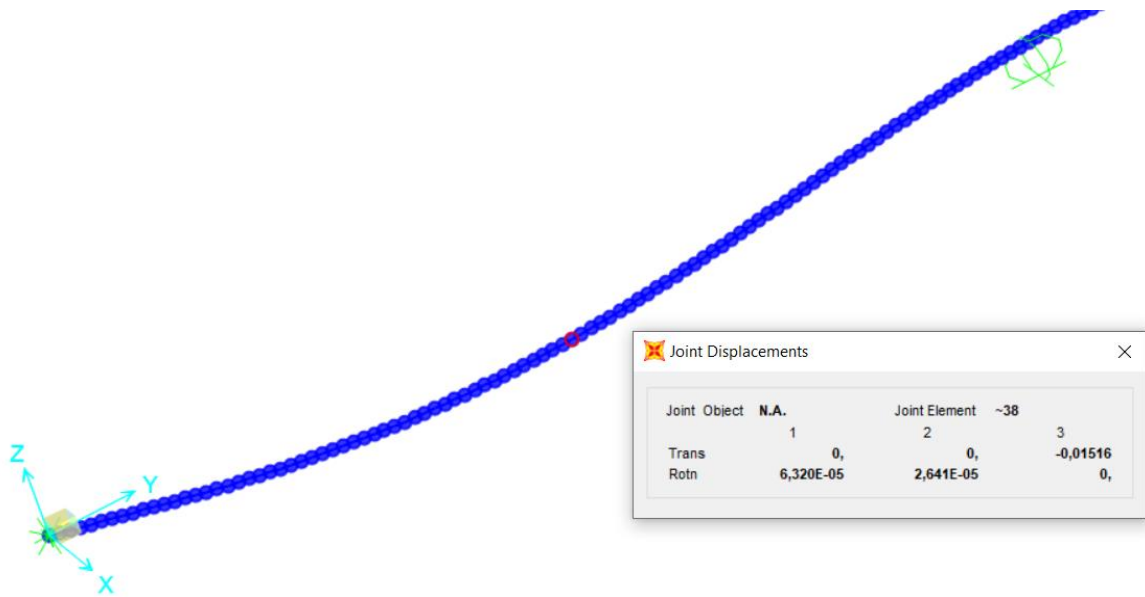 Z
Y
X
Joint Displacements
Joint Object N.A. Joint Element ~38
1 2 3
Trans 0, 0, -0,01516
Rotn 6,320E-05 2,641E-05 0,